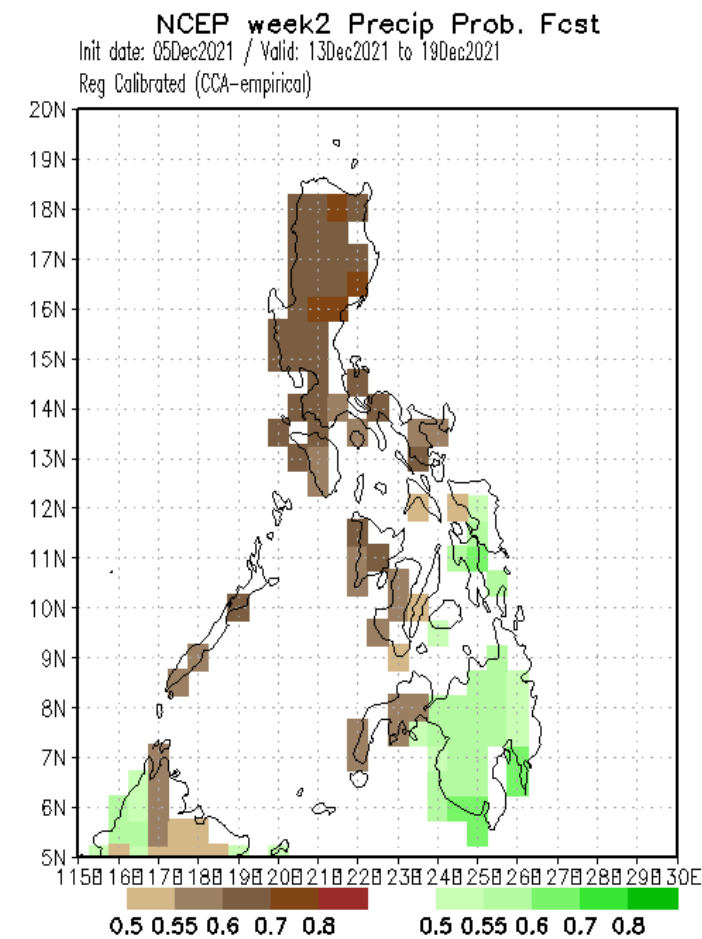 NCEP week2 Precip Prob. Fcst
Init date: 05Dec2021 / Valid: 13Dec2021 to 19Dec2021
Reg Calibrated (CCA-empirical)
20N
19N
18N
17N
16N
15N
14N
13N
12N
11N
10N
9N
8N
7N
6N
5N
115E 116E 117E 118E 119E 120E 121E 122E 123E 124E 125E 126E 127E 128E 129E 130E
0.5 0.55 0.6 0.7 0.8 0.5 0.55 0.6 0.7 0.8